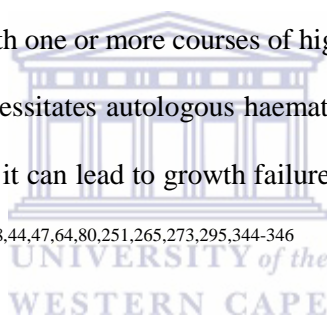 th one or more courses of hig
essitates autologous haemat
it can lead to growth failure
,44,47,64,80,251,265,273,295,344-346
UNIVERSITY of the
WESTERN CAPE